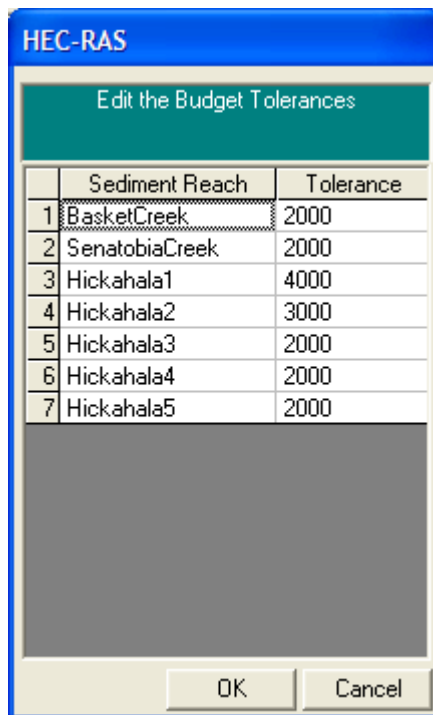 HEC-RAS
Edit the Budget Tolerances
Sediment Reach Tolerance
1 BasketCreek 2000
2 SenatobiaCreek 2000
3 Hickahala1 4000
4 Hickahala2 3000
5 Hickahala3 2000
6 Hickahala4 2000
7 Hickahala5 2000
OK Cancel